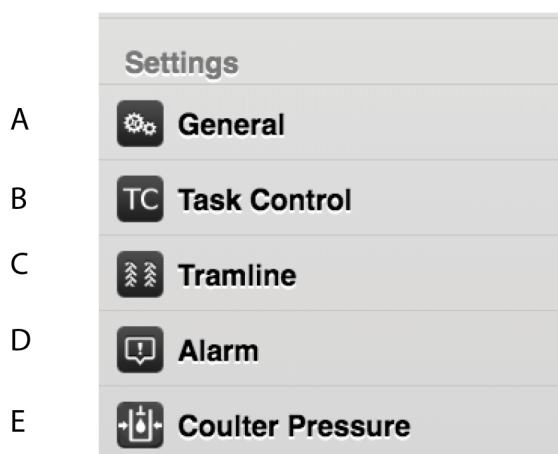 Settings
A General
B TC Task Control
C Tramline
D Alarm
E Coulter Pressure